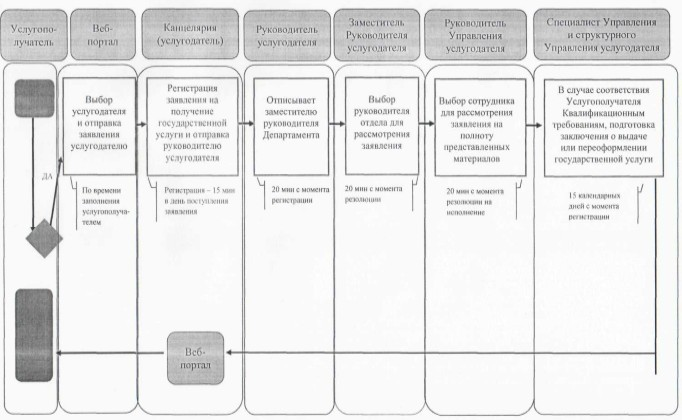 Услугопо-
лучатель
Веб-
портал
Канцелярия
(услугодатель)
Руководитель
услугодателя
Заместитель
Руководителя
услугодателя
Руководитель
Управления
услугодателя
Специалист Управления
и структурного
Управления услугодателя
Выбор
услугодателя
и отправка
заявления
услугодателю
Регистрация
заявления на
получение
государственной
услуги и отправка
руководителю
услугодателя
Отписывает
заместителю
руководителя
Департамента
Выбор
руководителя
отдела для
рассмотрения
заявления
Выбор сотрудника
для рассмотрения
заявления на
полноту
представленных
материалов
В случае соответствия
Услугополучателя
Квалификационным
требованиям, подготовка
заключения о выдаче
или переоформлении
государственной услуги
ДА
По времени
заполнения
услугополуча-
телем
Регистрация – 15 мин
в день поступления
заявления
20 мин с момента
регистрации
20 мин с момента
резолюции
20 мин с момента
резолюции на
исполнение
15 календарных
дней с момента
регистрации
Веб-
портал